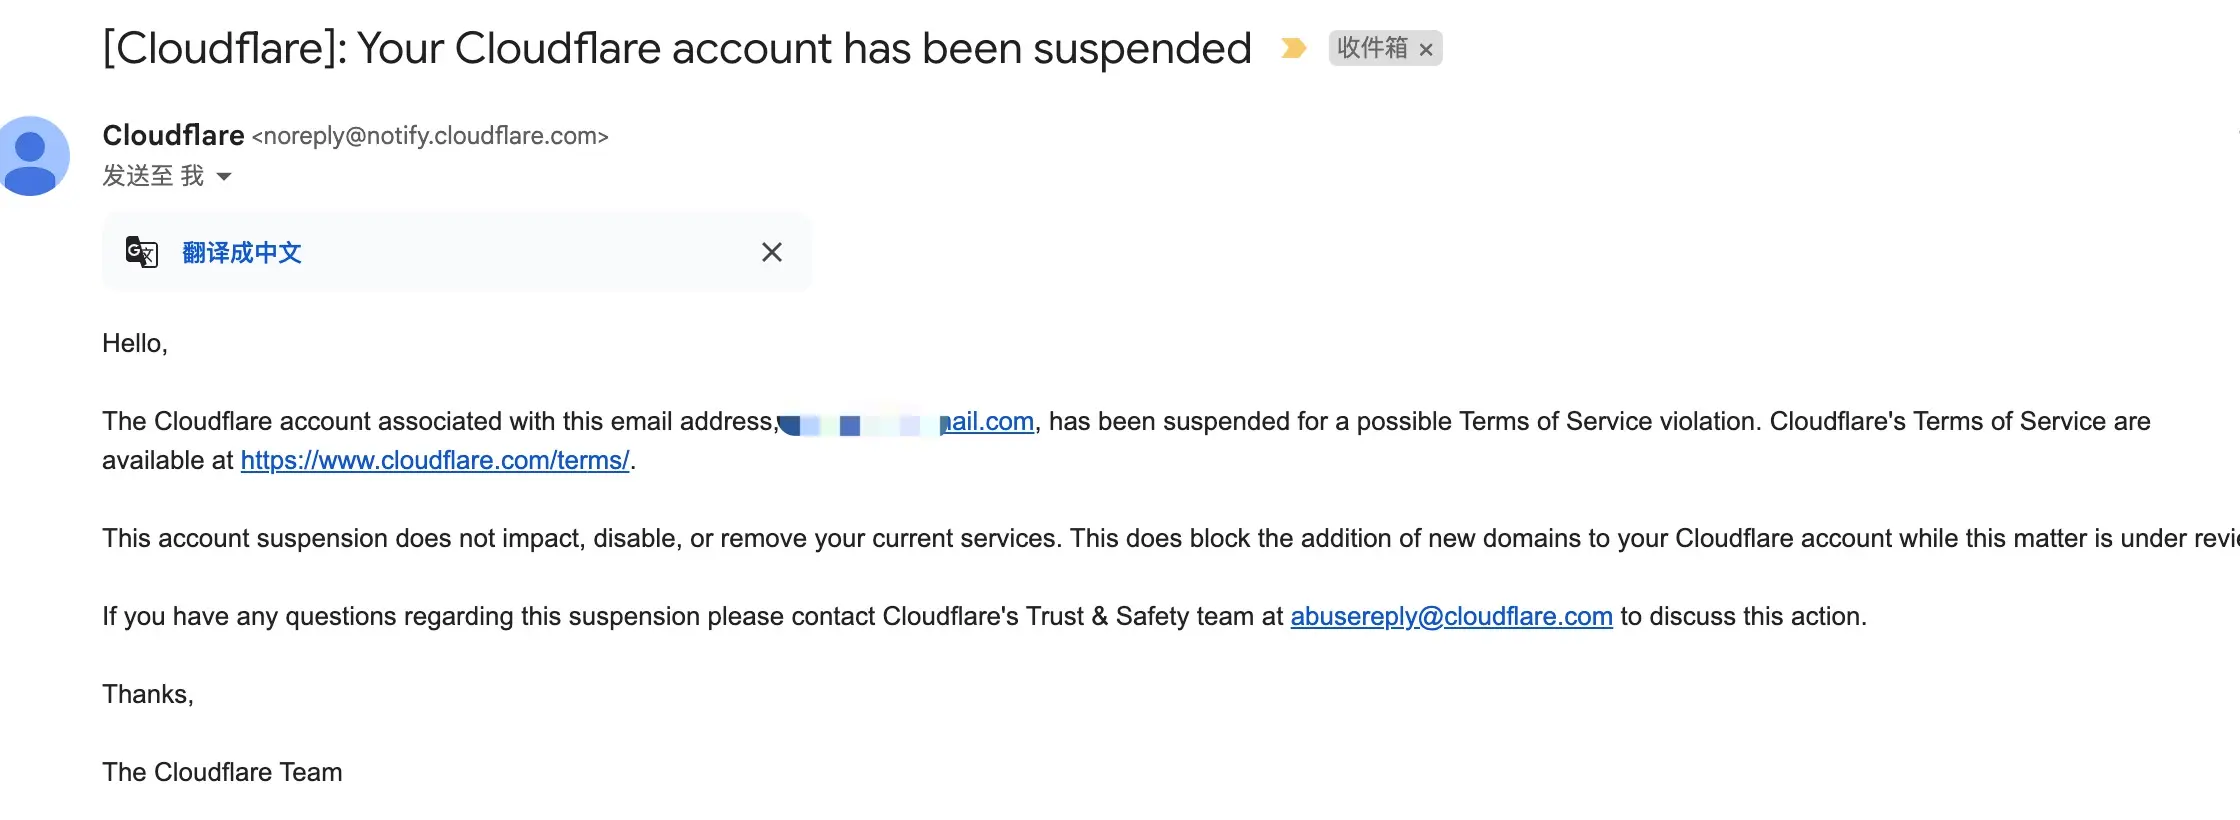 [Cloudflare]: Your Cloudflare account has been suspended 收件箱 ×
Cloudflare <noreply@notify.cloudflare.com>
发送至 我
翻译成中文
Hello,
The Cloudflare account associated with this email address, ail.com, has been suspended for a possible Terms of Service violation. Cloudflare's Terms of Service are
available at https://www.cloudflare.com/terms/.
This account suspension does not impact, disable, or remove your current services. This does block the addition of new domains to your Cloudflare account while this matter is under
If you have any questions regarding this suspension please contact Cloudflare's Trust & Safety team at abusereply@cloudflare.com to discuss this action.
Thanks,
The Cloudflare Team